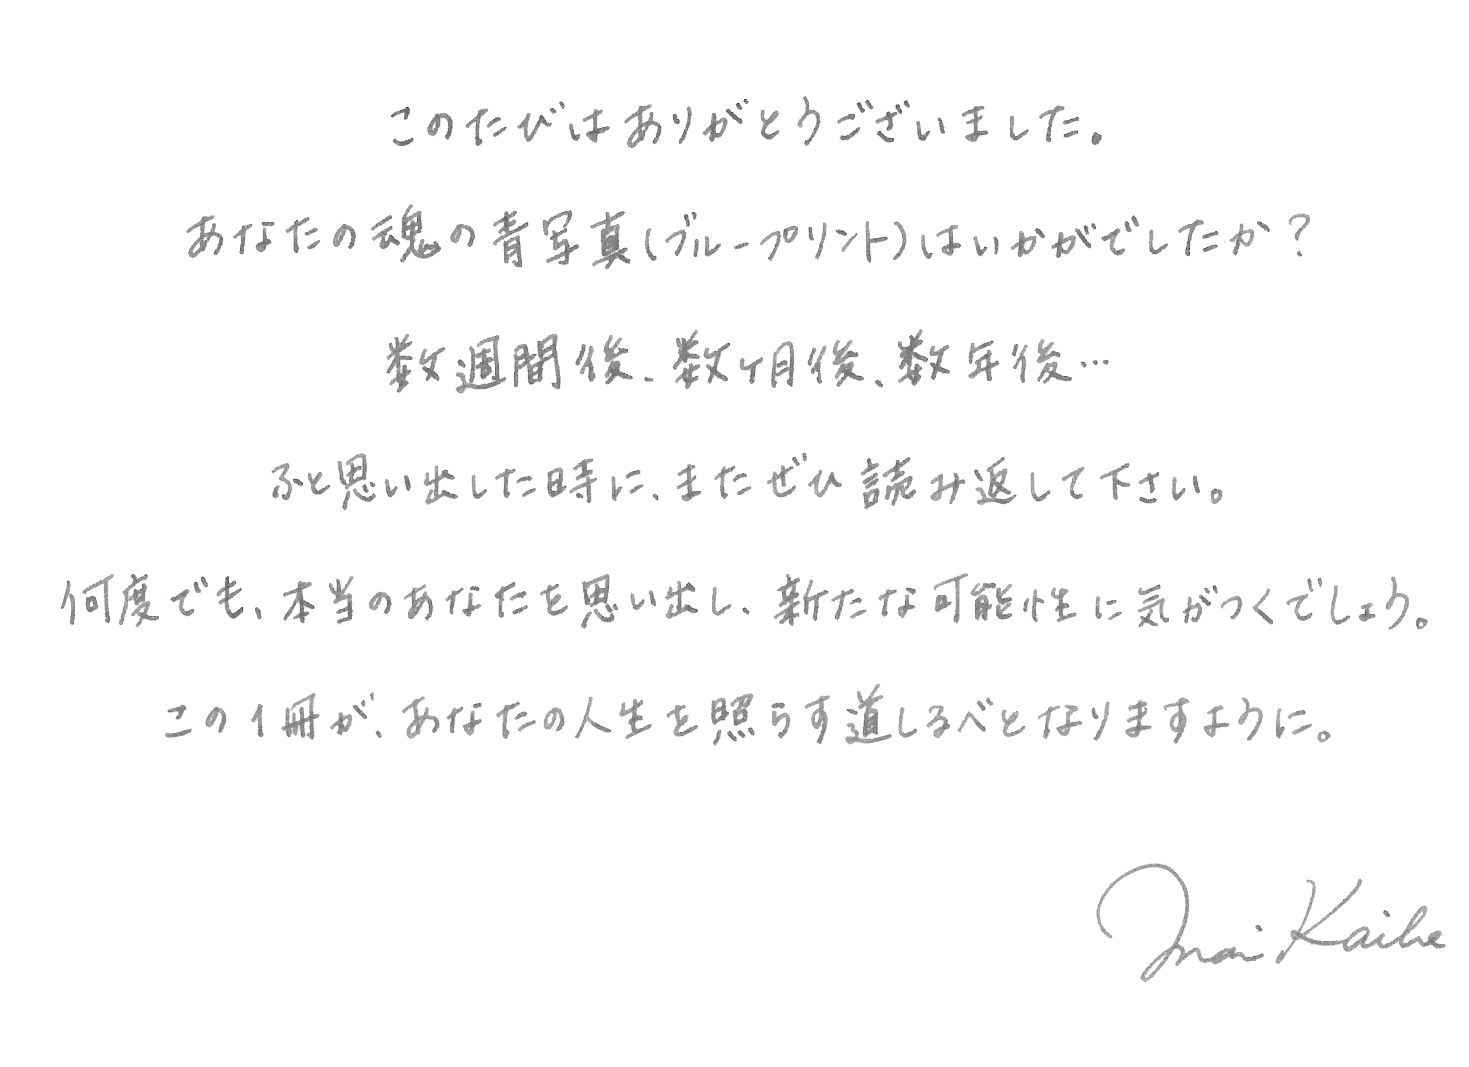 このたびはありがとうございました。
あなたの魂の青写真(ブループリント)はいかがでしたか?
数週間後、数ヶ月後、数年後…
ふと思い出した時に、またぜひ読み返して下さい。
何度でも、本当のあなたを思い出し、新たな可能性に気がつくでしょう。
この1冊が、あなたの人生を照らす道しるべとなりますように。
Mai Kaibe